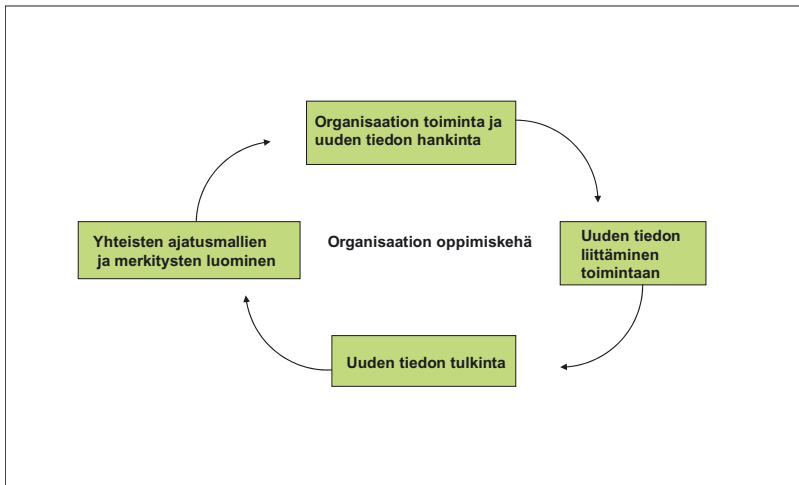 Organisaation toiminta ja
uuden tiedon hankinta
Yhteisten ajatusmallien
ja merkitysten luominen
Organisaation oppimiskehä
Uuden tiedon
liittäminen
toimintaan
Uuden tiedon tulkinta